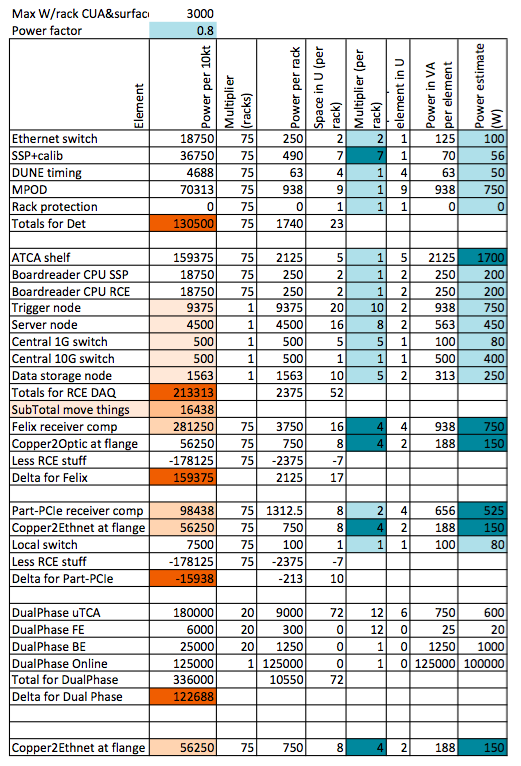 Max W/rack CUA&surfac 3000
Power factor 0.8
Element Power per 10kt Multiplier (racks) Power per rack Space in U (per rack) Multiplier (per rack) element in U Power in VA per element Power estimate (W)
Ethernet switch 18750 75 250 2 2 1 125 100
SSP+calib 36750 75 490 7 7 1 70 56
DUNE timing 4688 75 63 4 1 4 63 50
MPOD 70313 75 938 9 1 9 938 750
Rack protection 0 75 0 1 1 1 0 0
Totals for Det 130500 75 1740 23
ATCA shelf 159375 75 2125 5 1 5 2125 1700
Boardreader CPU SSP 18750 75 250 2 1 2 250 200
Boardreader CPU RCE 18750 75 250 2 1 2 250 200
Trigger node 9375 1 9375 20 10 2 938 750
Server node 4500 1 4500 16 8 2 563 450
Central 1G switch 500 1 500 5 5 1 100 80
Central 10G switch 500 1 500 1 1 1 500 400
Data storage node 1563 1 1563 10 5 2 313 250
Totals for RCE DAQ 213313 2375 52
SubTotal move things 16438
Felix receiver comp 281250 75 3750 16 4 4 938 750
Copper2Optic at flange 56250 75 750 8 4 2 188 150
Less RCE stuff -178125 75 -2375 -7
Delta for Felix 159375 2125 17
Part-PCIe receiver comp 98438 75 1312.5 8 2 4 656 525
Copper2Ethnet at flange 56250 75 750 8 4 2 188 150
Local switch 7500 75 100 1 1 1 100 80
Less RCE stuff -178125 75 -2375 -7
Delta for Part-PCIe -15938 -213 10
DualPhase uTCA 180000 20 9000 72 12 6 750 600
DualPhase FE 6000 20 300 0 12 0 25 20
DualPhase BE 25000 20 1250 0 1 0 1250 1000
DualPhase Online 125000 1 125000 0 1 0 125000 100000
Total for DualPhase 336000 10550 72
Delta for Dual Phase 122688
Copper2Ethnet at flange 56250 75 750 8 4 2 188 150